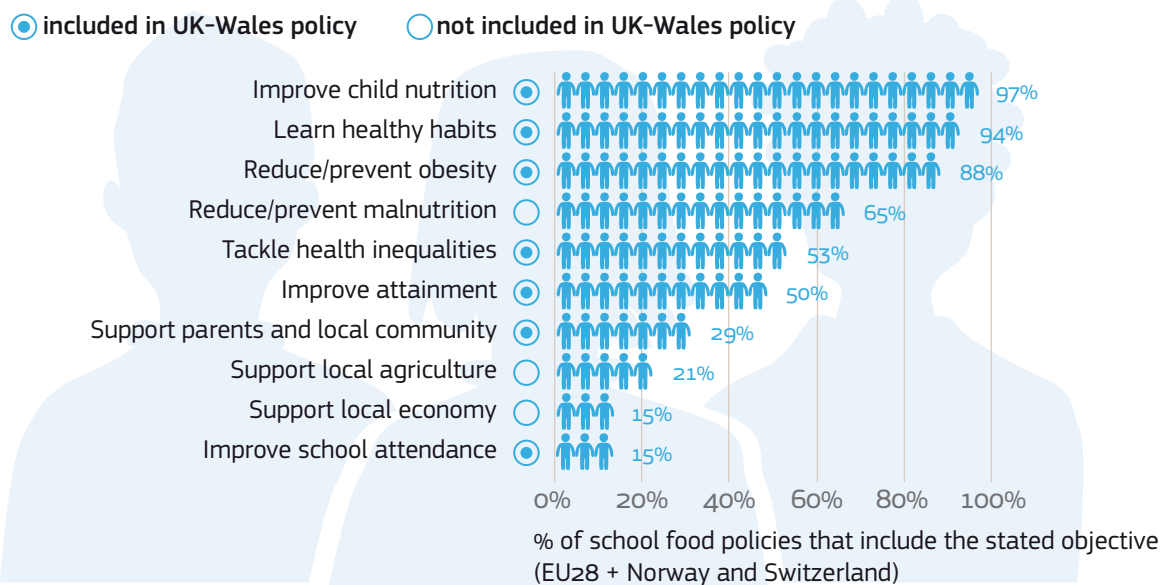 included in UK-Wales policy not included in UK-Wales policy
Improve child nutrition 97%
Learn healthy habits 94%
Reduce/prevent obesity 88%
Reduce/prevent malnutrition 65%
Tackle health inequalities 53%
Improve attainment 50%
Support parents and local community 29%
Support local agriculture 21%
Support local economy 15%
Improve school attendance 15%
0% 20% 40% 60% 80% 100%
% of school food policies that include the stated objective
(EU28 + Norway and Switzerland)